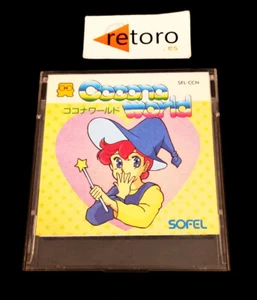 retoro
.es
SFL-CCN
Cocona
World
ココナワールド
SOFEL